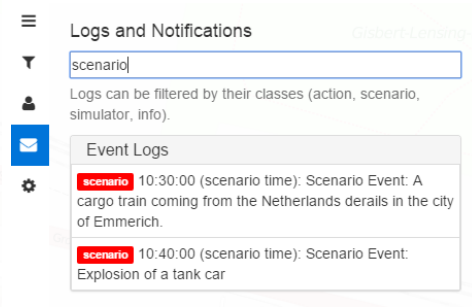 Logs and Notifications
Gisbert-Lensing
scenario
Logs can be filtered by their classes (action, scenario,
simulator, info).
Event Logs
scenario 10:30:00 (scenario time): Scenario Event: A
cargo train coming from the Netherlands derails in the city
of Emmerich.
scenario 10:40:00 (scenario time): Scenario Event:
Explosion of a tank car